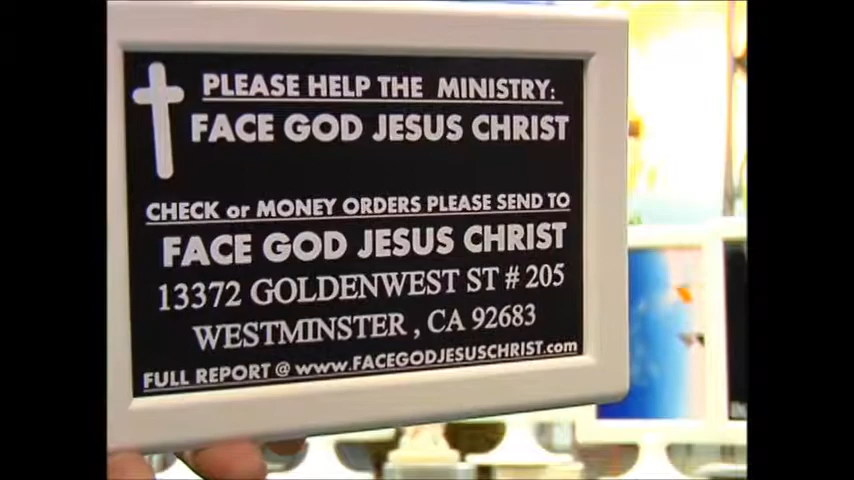 PLEASE HELP THE MINISTRY:
FACE GOD JESUS CHRIST
CHECK or MONEY ORDERS PLEASE SEND TO
FACE GOD JESUS CHRIST
13372 GOLDENWEST ST # 205
WESTMINSTER, CA 92683
FULL REPORT @ www.FACEGODJESUSCHRIST.com